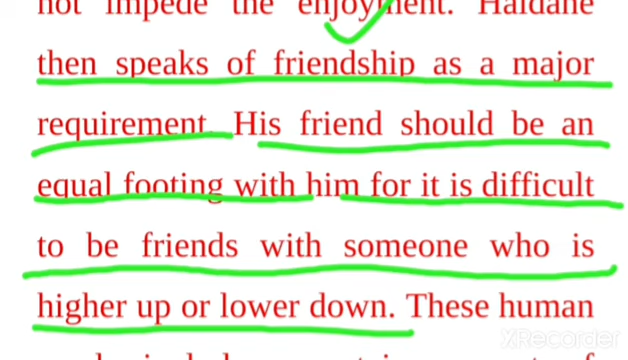 not impede the enjoyment. Haldane
then speaks of friendship as a major
requirement. His friend should be an
equal footing with him for it is difficult
to be friends with someone who is
higher up or lower down. These human
XRecorder